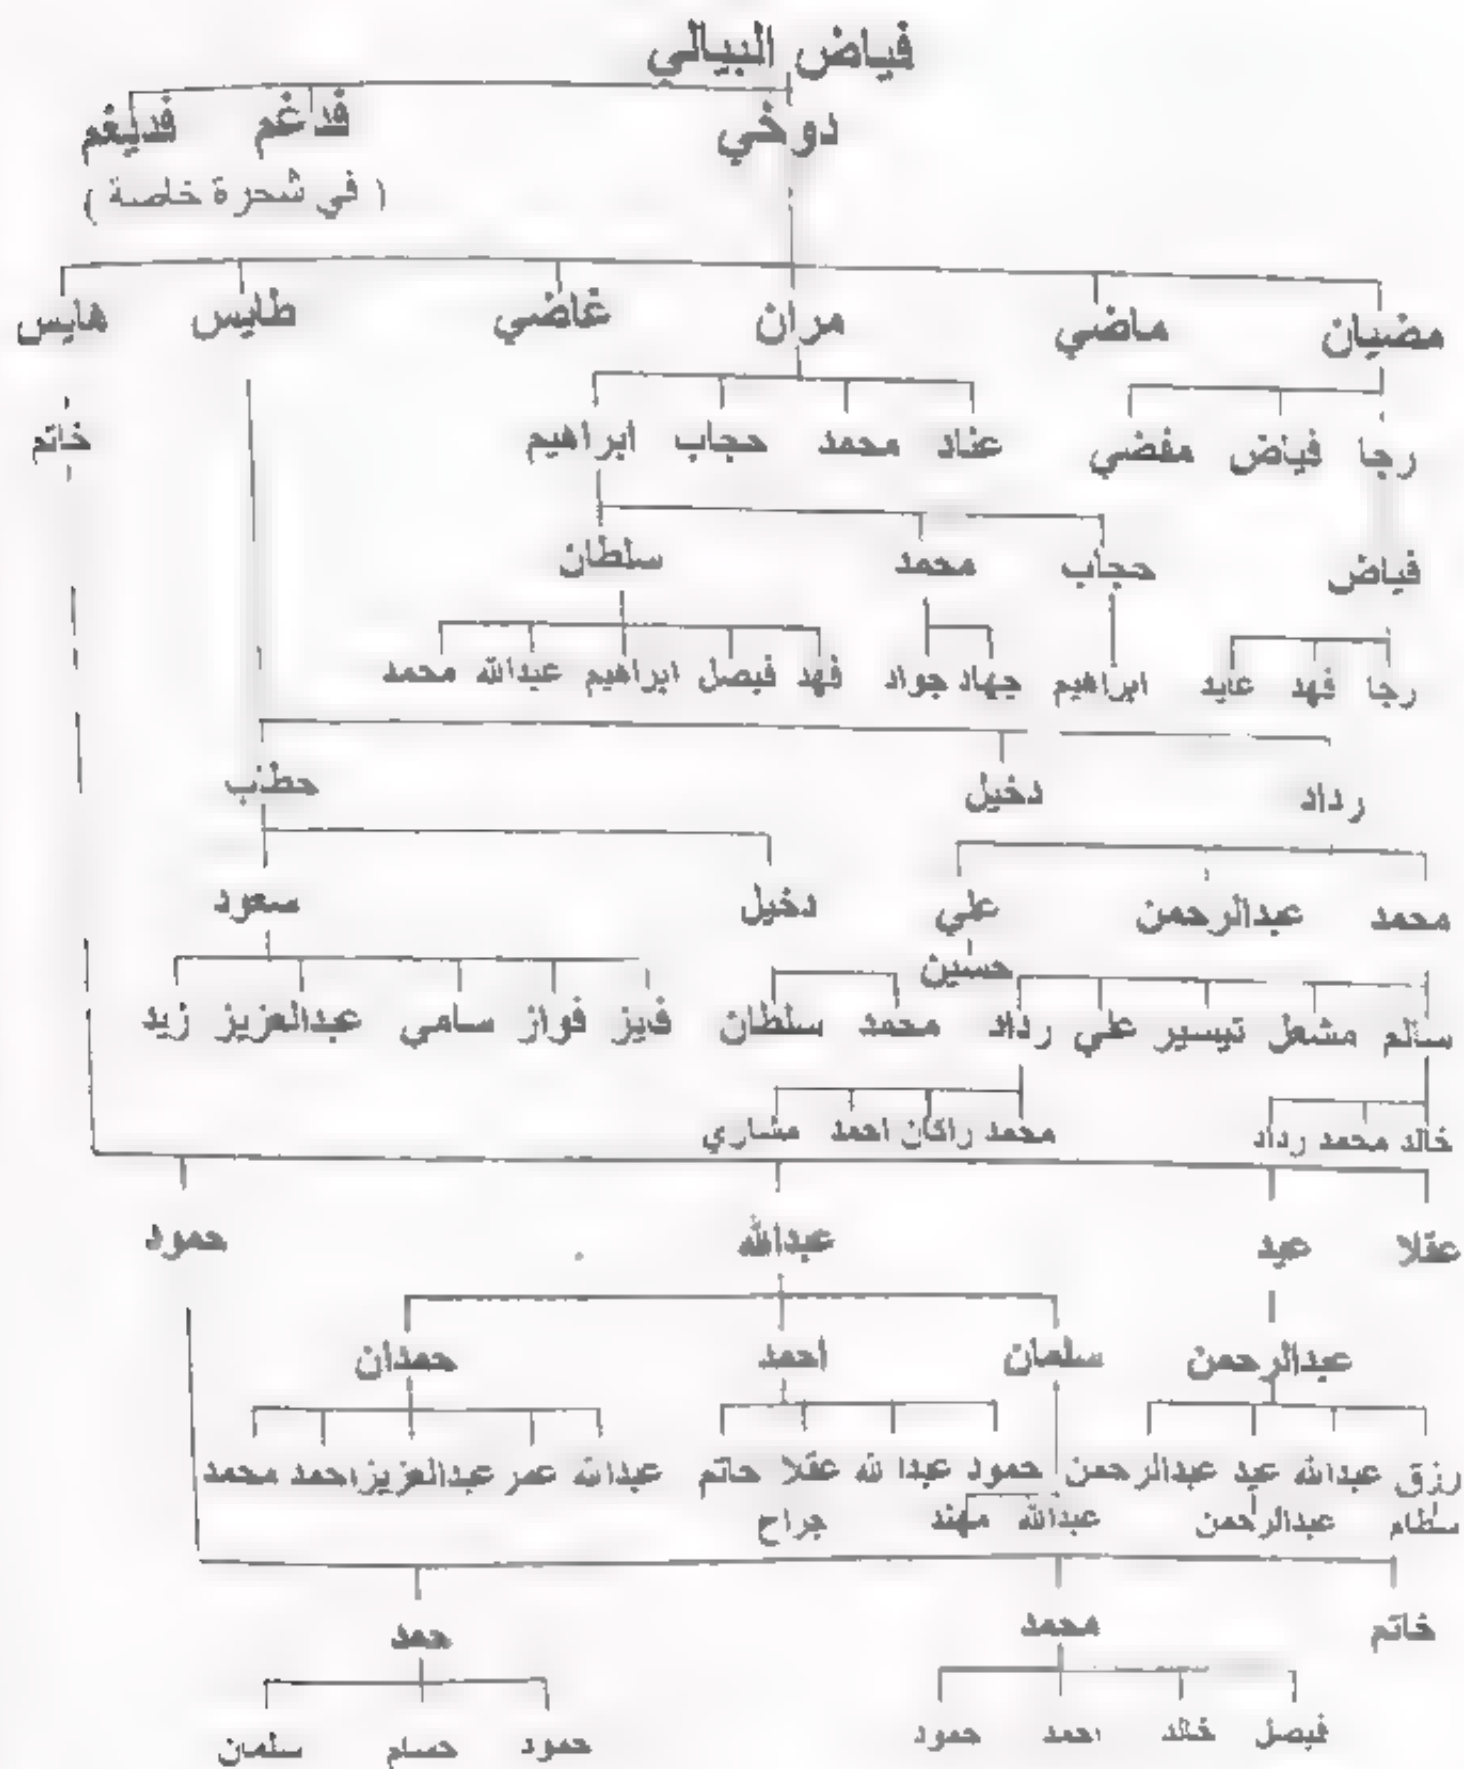 فياض البيالي
دوخي فداغم فديغم
( في شحرة خاصة )
مضيان ماضي مران غاضي طايس هايس
رجا فياض مفضي عناد محمد حجاب ابراهيم خاتم
فياض حجاب محمد سلطان
رجا فهد عايد ابراهيم جهاد جواد فهد فيصل ابراهيم عبدالله محمد
رداد دخيل حطاب
محمد عبدالرحمن علي دخيل سعود
حسين
سالم مشعل تيسير علي رداد محمد سلطان فايز فواز سامي عبدالعزيز زيد
خالد محمد رداد محمد راكان احمد مشاري
عقلا عيد عبدالله حمود
عبدالرحمن سلمان احمد حمدان
رزق عبدالله عيد عبدالرحمن حمود عبدا لله عقلا حاتم عبدالله عمر عبدالعزيز احمد محمد
سطام عبدالرحمن عبدالله مهند جراح
خاتم محمد حمد
فيصل خالد احمد حمود حمود حسام سلمان